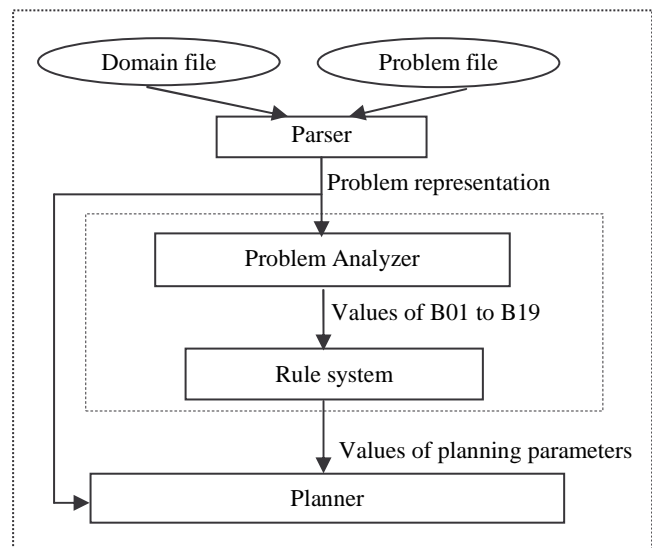 Domain file
Problem file
Parser
Problem representation
Problem Analyzer
Values of B01 to B19
Rule system
Values of planning parameters
Planner